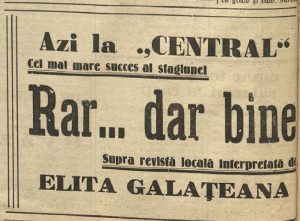 Azi la „CENTRAL“
Cel mai mare succes al stagiunei
Rar... dar bine
Supra revistă locală interpretată de
ELITA GALAȚEANA